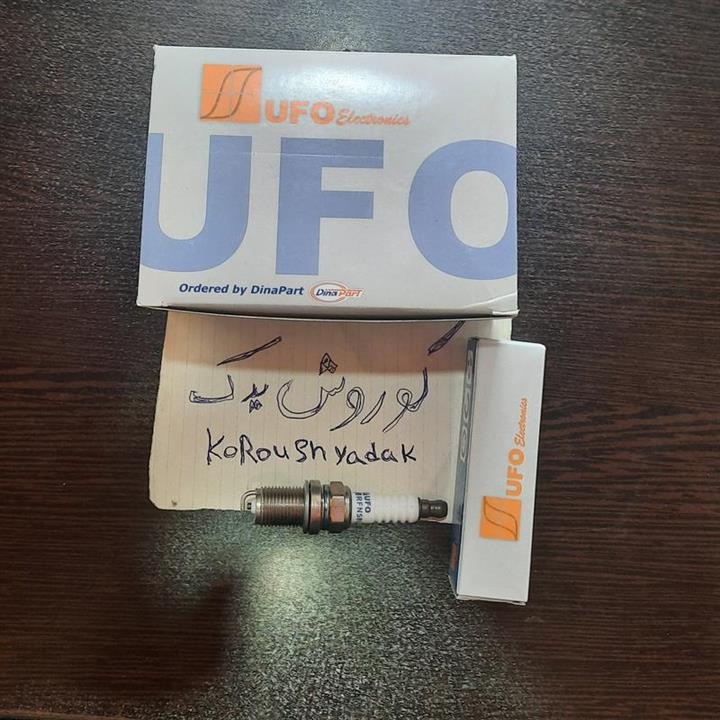 UFO Electronics
UFO
Ordered by DinaPart DinaPart
کوروش یدک
KoRoush yadak
UFO
UFO Electronics